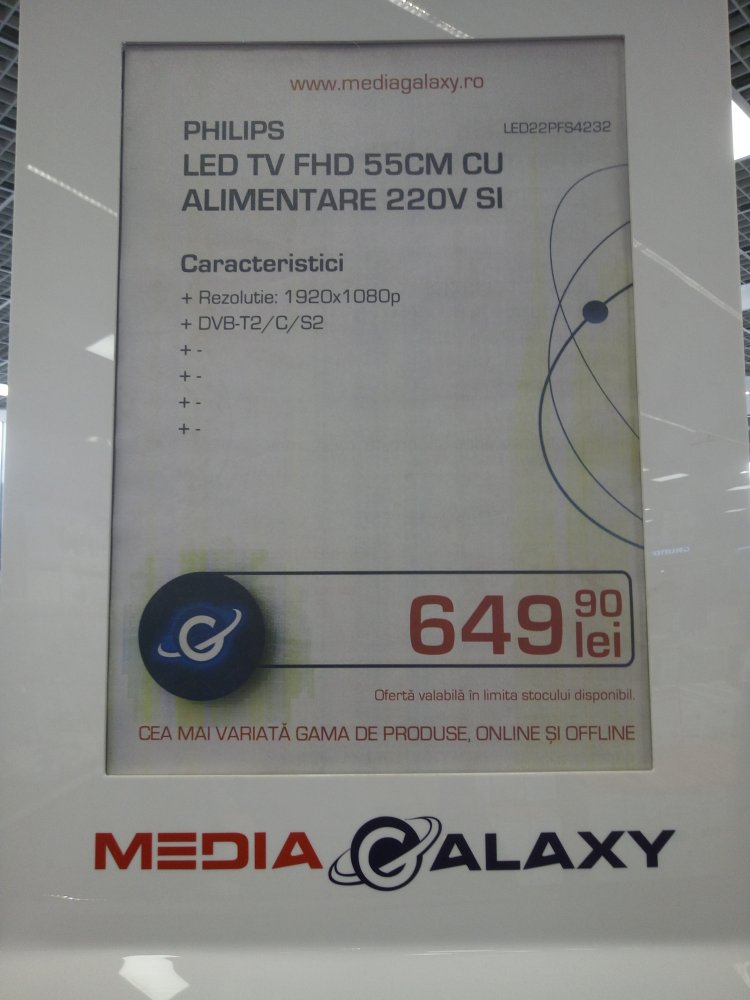 www.mediagalaxy.ro
PHILIPS
LED22PFS4232
LED TV FHD 55CM CU
ALIMENTARE 220V SI
Caracteristici
+ Rezolutie: 1920x1080p
+ DVB-T2/C/S2
+ -
+ -
+ -
+ -
649 90 lei
Ofertă valabilă în limita stocului disponibil.
CEA MAI VARIATĂ GAMA DE PRODUSE, ONLINE ȘI OFFLINE
MEDIA GALAXY